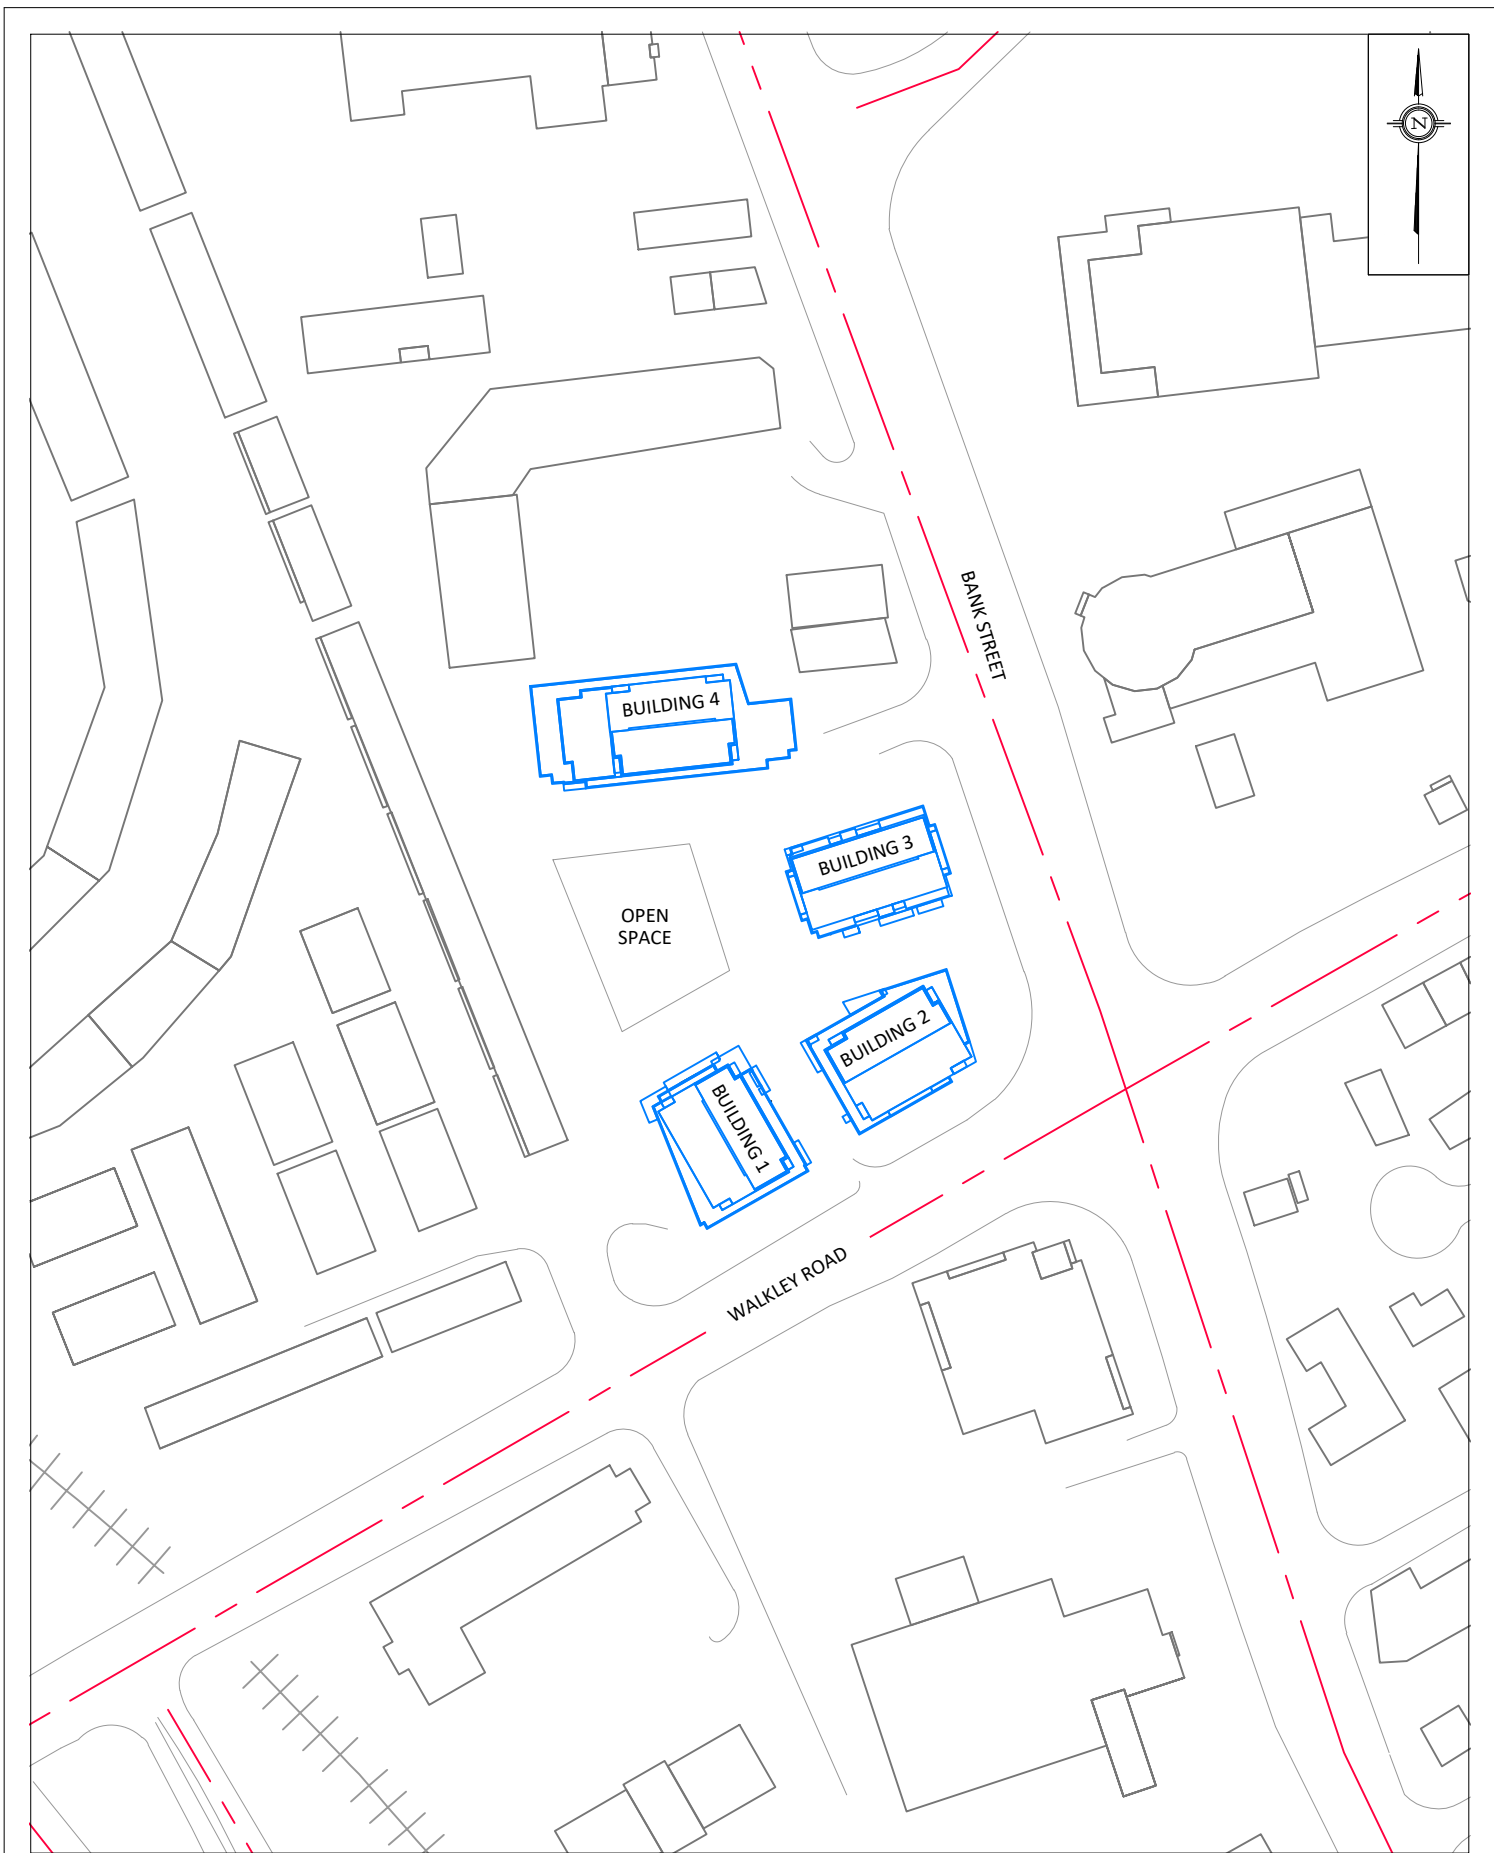 N
BANK STREET
BUILDING 4
BUILDING 3
OPEN
SPACE
BUILDING 2
BUILDING 1
WALKLEY ROAD